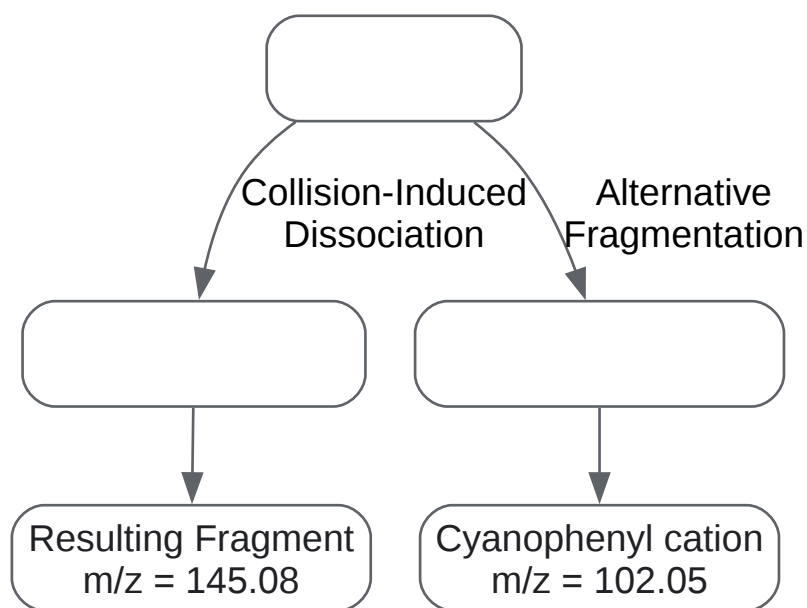 Collision-Induced
Dissociation
Alternative
Fragmentation
Resulting Fragment
m/z = 145.08
Cyanophenyl cation
m/z = 102.05